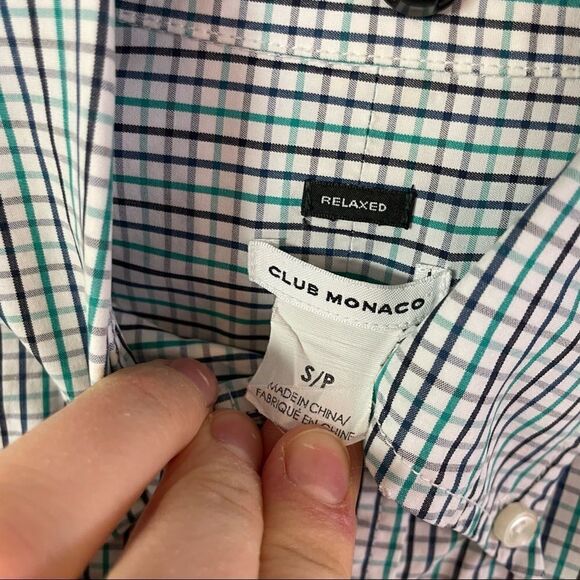 RELAXED
CLUB MONACO
S/P
MADE IN CHINA/
FABRIQUÉ EN CHINE